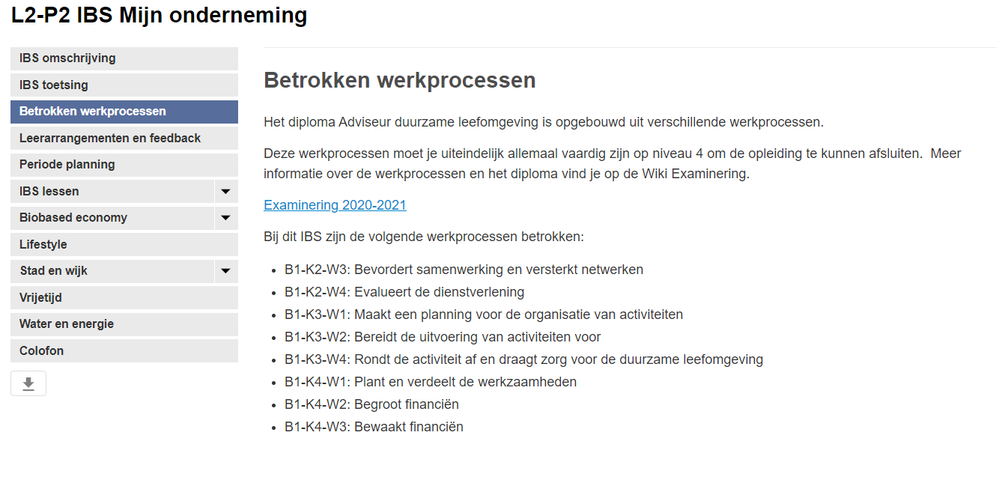 L2-P2 IBS Mijn onderneming
IBS omschrijving
IBS toetsing
Betrokken werkprocessen
Leerarrangementen en feedback
Periode planning
IBS lessen
Biobased economy
Lifestyle
Stad en wijk
Vrijetijd
Water en energie
Colofon
Betrokken werkprocessen
Het diploma Adviseur duurzame leefomgeving is opgebouwd uit verschillende werkprocessen.
Deze werkprocessen moet je uiteindelijk allemaal vaardig zijn op niveau 4 om de opleiding te kunnen afsluiten.  Meer
informatie over de werkprocessen en het diploma vind je op de Wiki Examinering.
Examinering 2020-2021
Bij dit IBS zijn de volgende werkprocessen betrokken:
• B1-K2-W3: Bevordert samenwerking en versterkt netwerken
• B1-K2-W4: Evalueert de dienstverlening
• B1-K3-W1: Maakt een planning voor de organisatie van activiteiten
• B1-K3-W2: Bereidt de uitvoering van activiteiten voor
• B1-K3-W4: Rondt de activiteit af en draagt zorg voor de duurzame leefomgeving
• B1-K4-W1: Plant en verdeelt de werkzaamheden
• B1-K4-W2: Begroot financiën
• B1-K4-W3: Bewaakt financiën